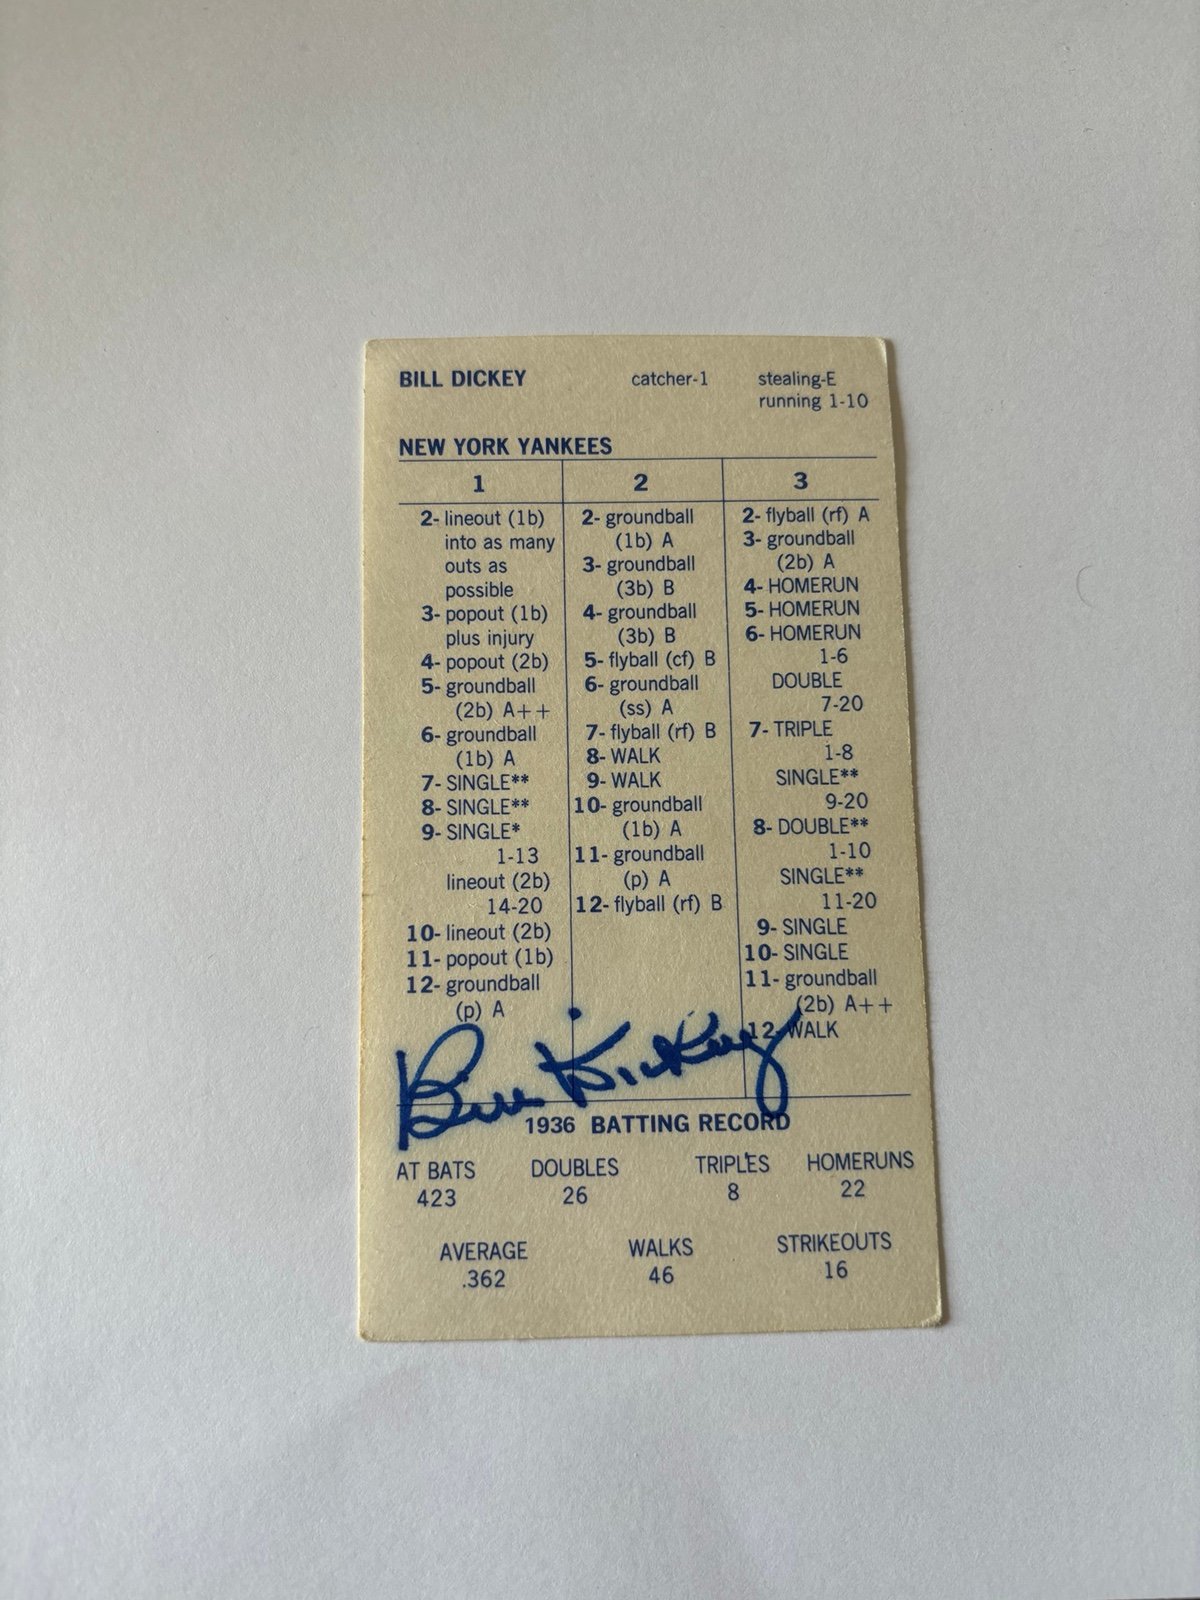 BILL DICKEY catcher-1 stealing-E
running 1-10
NEW YORK YANKEES
1
2- lineout (1b)
into as many
outs as
possible
3- popout (1b)
plus injury
4- popout (2b)
5- groundball
(2b) A++
6- groundball
(1b) A
7- SINGLE**
8- SINGLE**
9- SINGLE*
1-13
lineout (2b)
14-20
10- lineout (2b)
11- popout (1b)
12- groundball
(p) A
2
2- groundball
(1b) A
3- groundball
(3b) B
4- groundball
(3b) B
5- flyball (cf) B
6- groundball
(ss) A
7- flyball (rf) B
8- WALK
9- WALK
10- groundball
(1b) A
11- groundball
(p) A
12- flyball (rf) B
3
2- flyball (rf) A
3- groundball
(2b) A
4- HOMERUN
5- HOMERUN
6- HOMERUN
1-6
DOUBLE
7-20
7- TRIPLE
1-8
SINGLE**
9-20
8- DOUBLE**
1-10
SINGLE**
11-20
9- SINGLE
10- SINGLE
11- groundball
(2b) A++
12- WALK
Bill Dickey
1936 BATTING RECORD
AT BATS DOUBLES TRIPLES HOMERUNS
423 26 8 22
AVERAGE WALKS STRIKEOUTS
.362 46 16